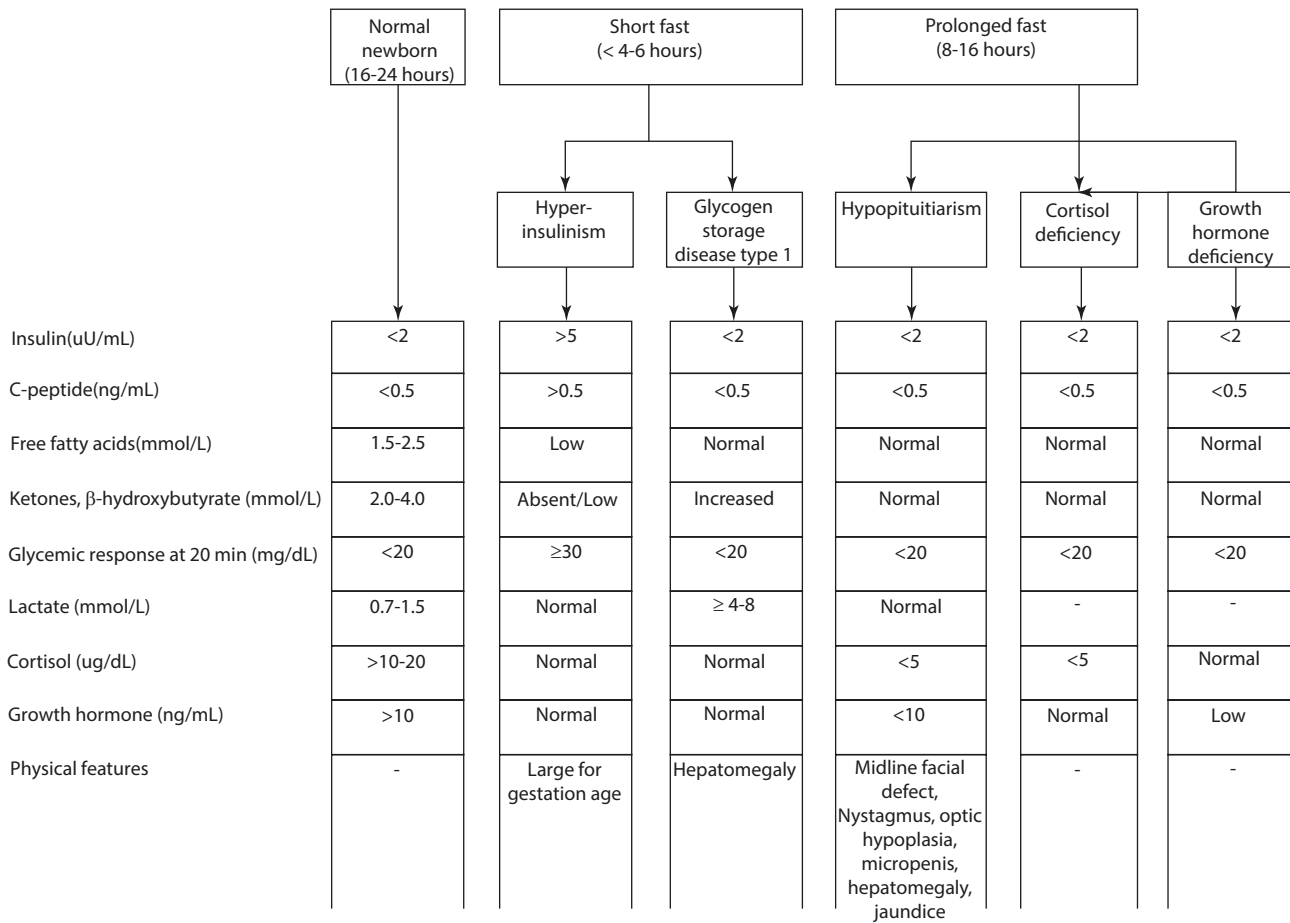 Normal
newborn
(16-24 hours)
Short fast
(< 4-6 hours)
Prolonged fast
(8-16 hours)
Hyper-
insulinism
Glycogen
storage
disease type 1
Hypopituitiarism
Cortisol
deficiency
Growth
hormone
deficiency
Insulin(uU/mL) <2 >5 <2 <2 <2 <2
C-peptide(ng/mL) <0.5 >0.5 <0.5 <0.5 <0.5 <0.5
Free fatty acids(mmol/L) 1.5-2.5 Low Normal Normal Normal Normal
Ketones, β-hydroxybutyrate (mmol/L) 2.0-4.0 Absent/Low Increased Normal Normal Normal
Glycemic response at 20 min (mg/dL) <20 ≥30 <20 <20 <20 <20
Lactate (mmol/L) 0.7-1.5 Normal ≥ 4-8 Normal - -
Cortisol (ug/dL) >10-20 Normal Normal <5 <5 Normal
Growth hormone (ng/mL) >10 Normal Normal <10 Normal Low
Physical features
-
Large for
gestation age
Hepatomegaly
Midline facial
defect,
Nystagmus, optic
hypoplasia,
micropenis,
hepatomegaly,
jaundice
-
-